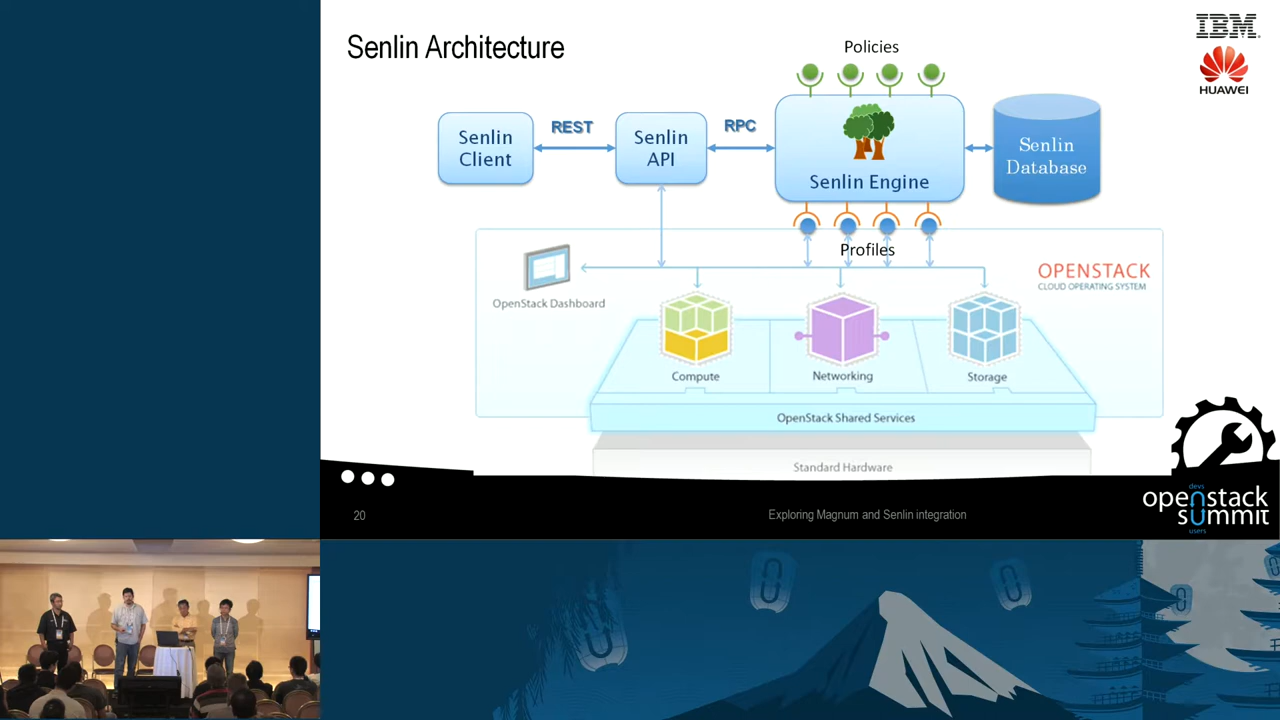 Senlin Architecture
IBM
HUAWEI
Policies
Senlin
Client
REST
Senlin
API
RPC
Senlin Engine
Senlin
Database
Profiles
OpenStack Dashboard
OPENSTACK
CLOUD OPERATING SYSTEM
Compute
Networking
Storage
OpenStack Shared Services
Standard Hardware
20
Exploring Magnum and Senlin integration
devs
openstack
summit
users